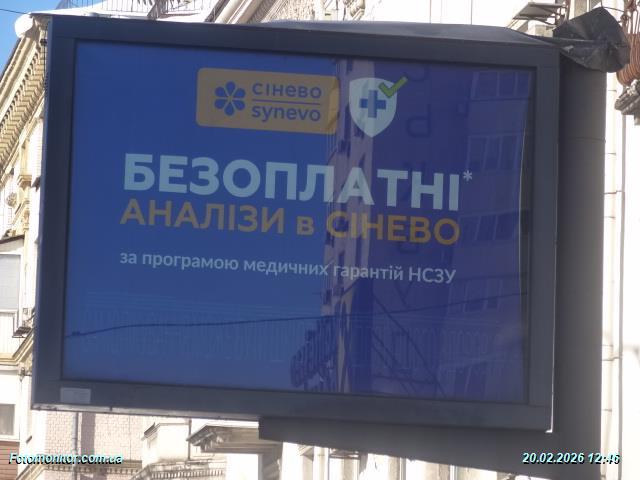 сінево
synevo
БЕЗОПЛАТНІ*
АНАЛІЗИ в СІНЕВО
за програмою медичних гарантій НСЗУ
Fotomonitor.com.ua
20.02.2026 12:46